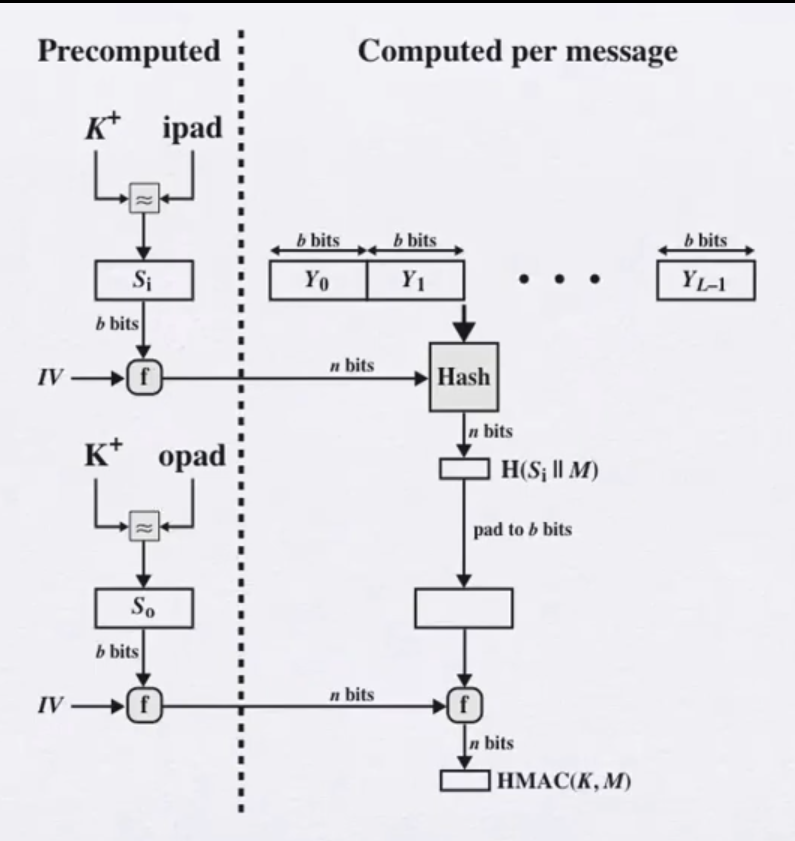 Precomputed
Computed per message
K+ ipad
≈
b bits b bits b bits
Si
Y0 Y1 • • • YL–1
b bits
IV f n bits Hash
n bits
K+ opad
H(Si || M)
≈
pad to b bits
So
b bits
IV f n bits f
n bits
HMAC(K, M)